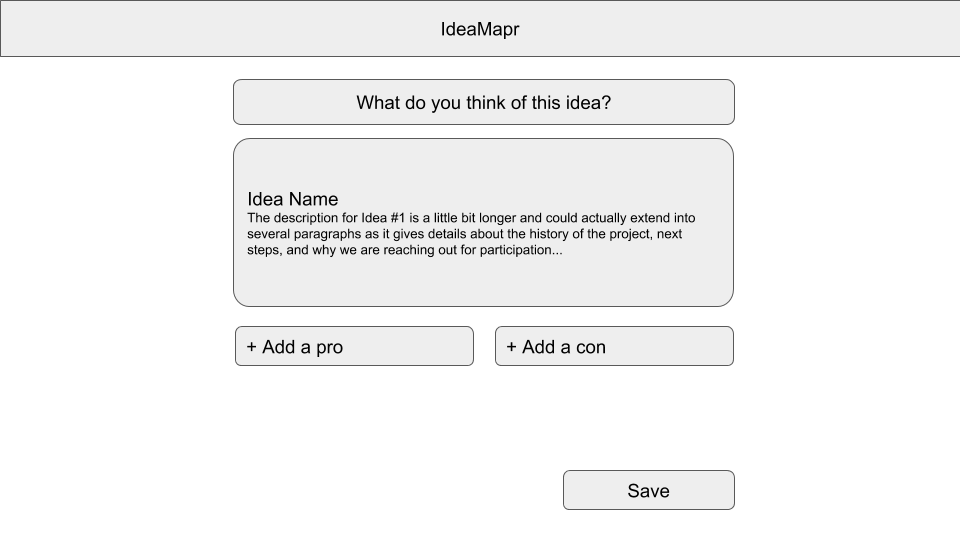 IdeaMapr
What do you think of this idea?
Idea Name
The description for Idea #1 is a little bit longer and could actually extend into
several paragraphs as it gives details about the history of the project, next
steps, and why we are reaching out for participation...
+ Add a pro
+ Add a con
Save